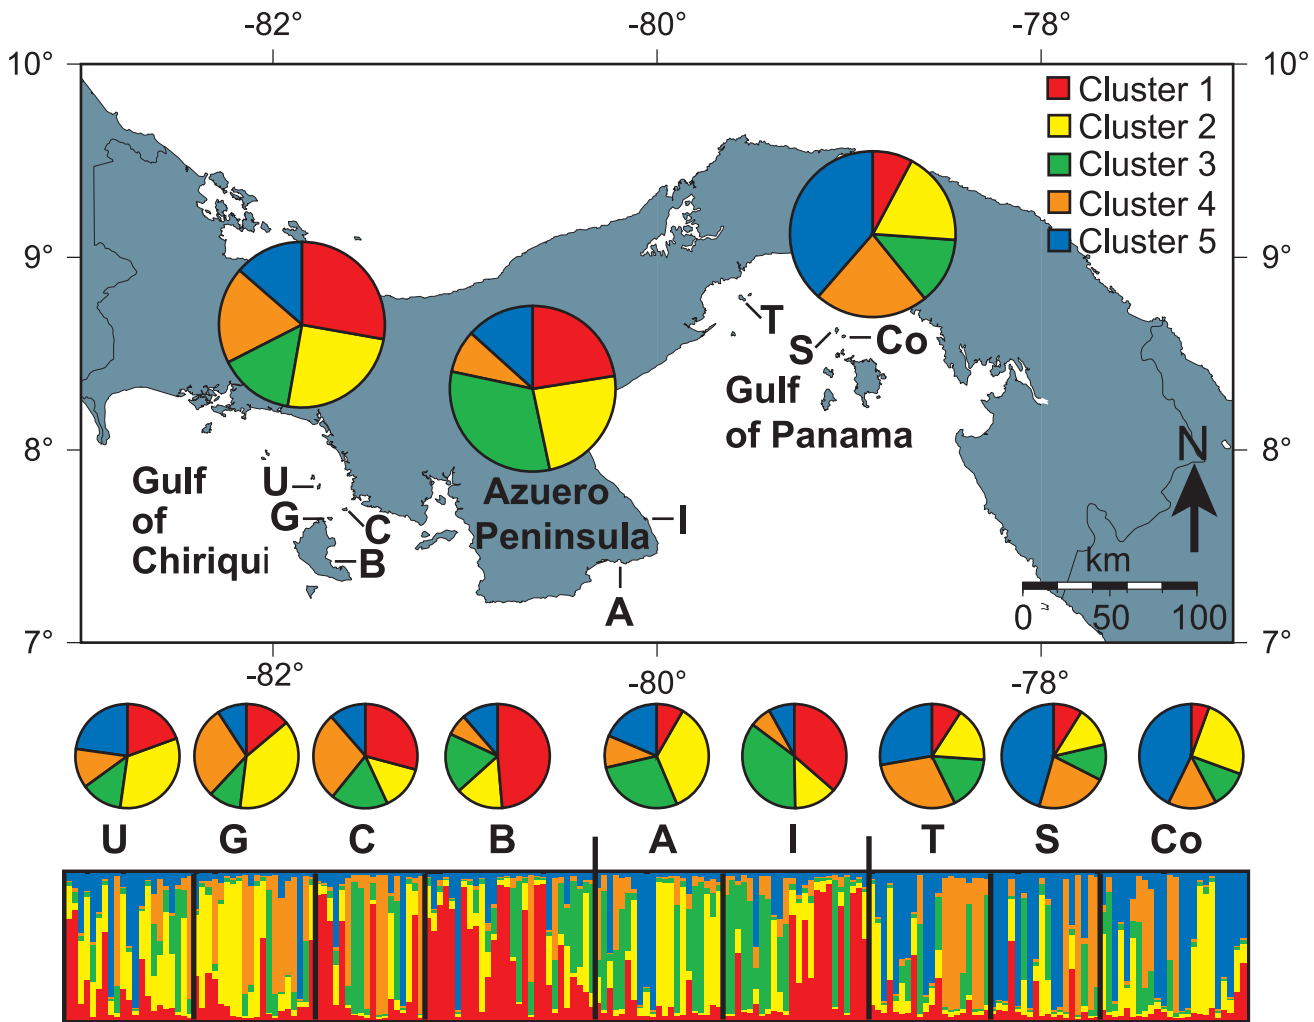 -82° -80° -78°
10° 10°
Cluster 1
Cluster 2
Cluster 3
Cluster 4
Cluster 5
9° 9°
T
S Co
Gulf
of Panama
8° 8°
N
Gulf
of
Chiriqui
U
G
C
B
Azuero
Peninsula
I
A
km
0 50 100
7° 7°
-82° -80° -78°
U G C B A I T S Co